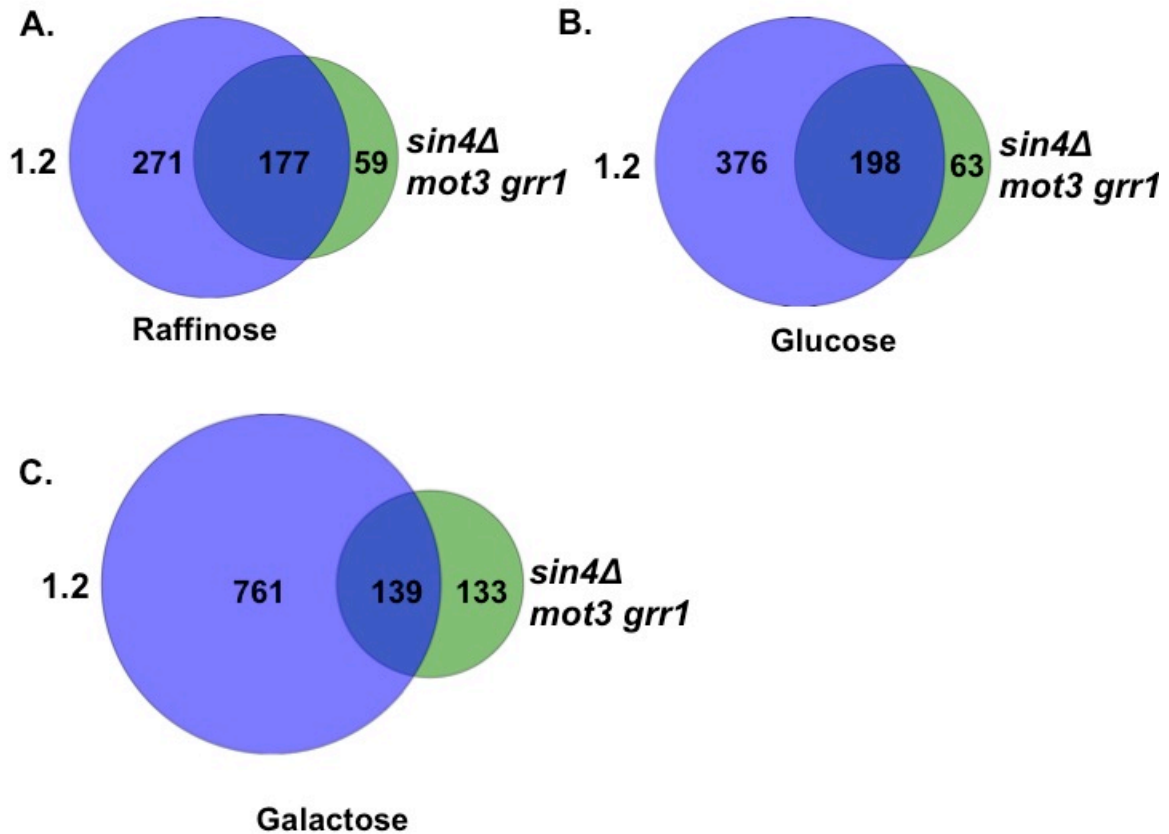 A.
1.2
271
177
59
sin4Δ
mot3 grr1
Raffinose
B.
1.2
376
198
63
sin4Δ
mot3 grr1
Glucose
C.
1.2
761
139
133
sin4Δ
mot3 grr1
Galactose